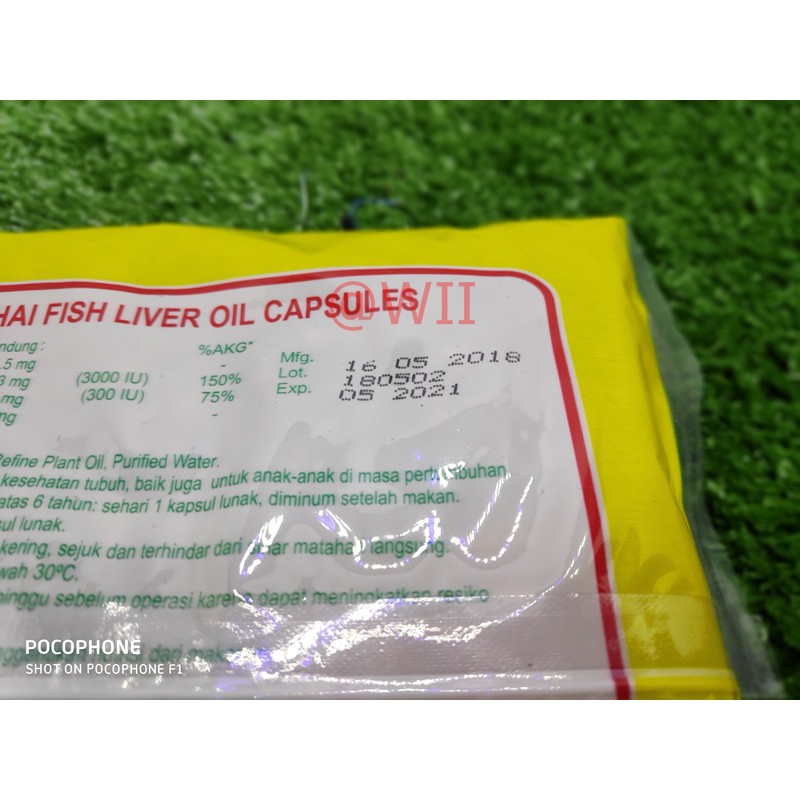 HAI FISH LIVER OIL CAPSULES
@WII
ndung : %AKG*
.5 mg -
3 mg (3000 IU) 150%
mg (300 IU) 75%
mg -
Mfg. 16 05 2018
Lot. 180502
Exp. 05 2021
Refine Plant Oil, Purified Water.
kesehatan tubuh, baik juga untuk anak-anak di masa pertumbuhan
atas 6 tahun: sehari 1 kapsul lunak, diminum setelah makan.
sul lunak.
kering, sejuk dan terhindar dari sinar matahari langsung.
wah 30°C.
inggu sebelum operasi karena dapat meningkatkan resiko
dari
POCOPHONE
SHOT ON POCOPHONE F1